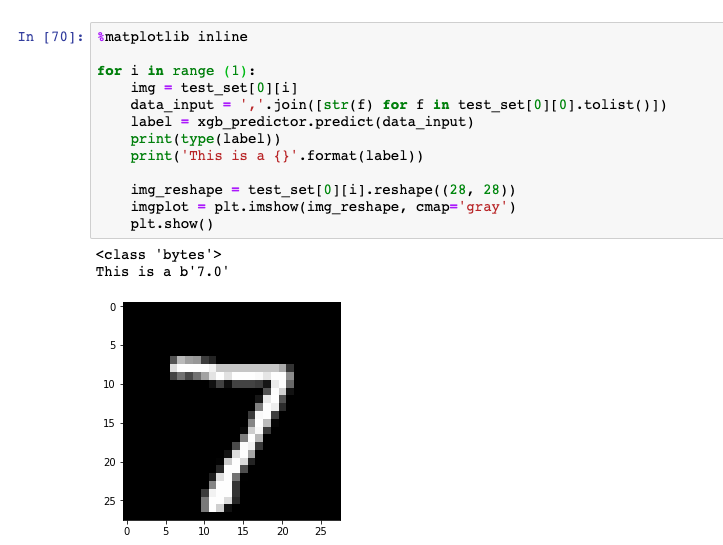 In [70]: %matplotlib inline
for i in range (1):
    img = test_set[0][i]
    data_input = ','.join([str(f) for f in test_set[0][0].tolist()])
    label = xgb_predictor.predict(data_input)
    print(type(label))
    print('This is a {}'.format(label))
    img_reshape = test_set[0][i].reshape((28, 28))
    imgplot = plt.imshow(img_reshape, cmap='gray')
    plt.show()
<class 'bytes'>
This is a b'7.0'
0
5
10
15
20
25
7
0 5 10 15 20 25